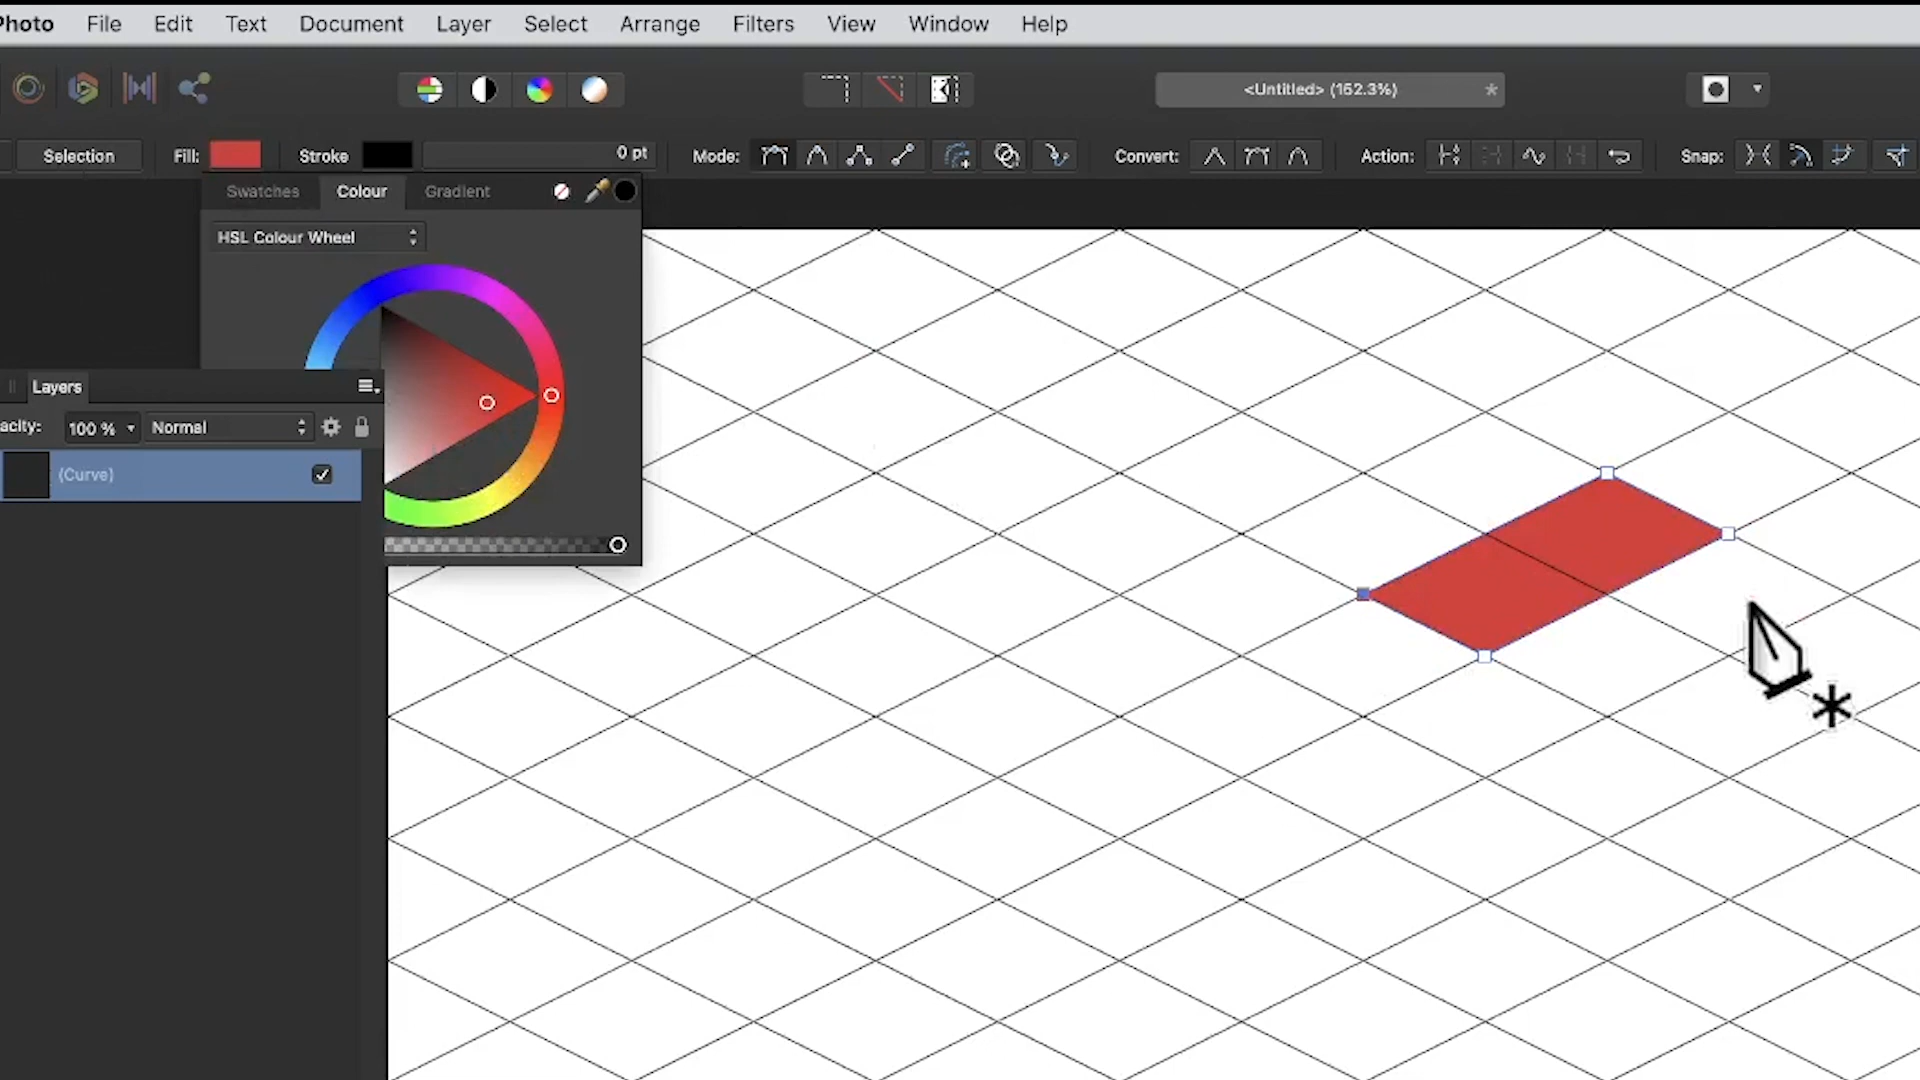 Photo File Edit Text Document Layer Select Arrange Filters View Window Help
<Untitled> (162.3%) *
Selection Fill: Stroke 0 pt Mode: Convert: Action: Snap:
Swatches Colour Gradient
HSL Colour Wheel
Layers
acity: 100 % Normal
(Curve)